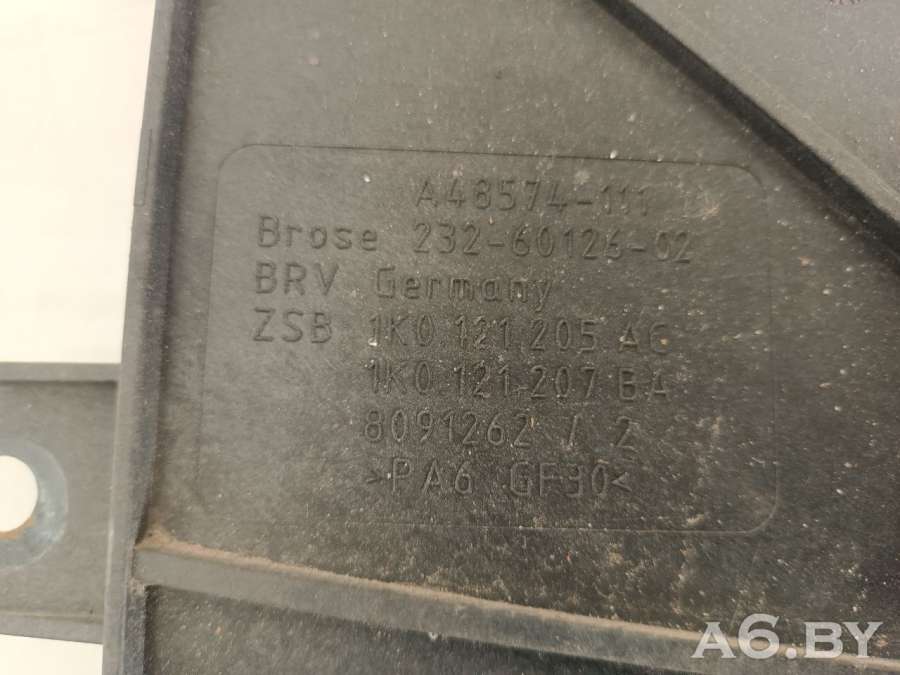 A48574-111
Brose 232-60126-02
BRV Germany
ZSB 1K0.121.205 AC
1K0.121.207 BA
8091262 / 2
>PA6 GF30<
A6.BY